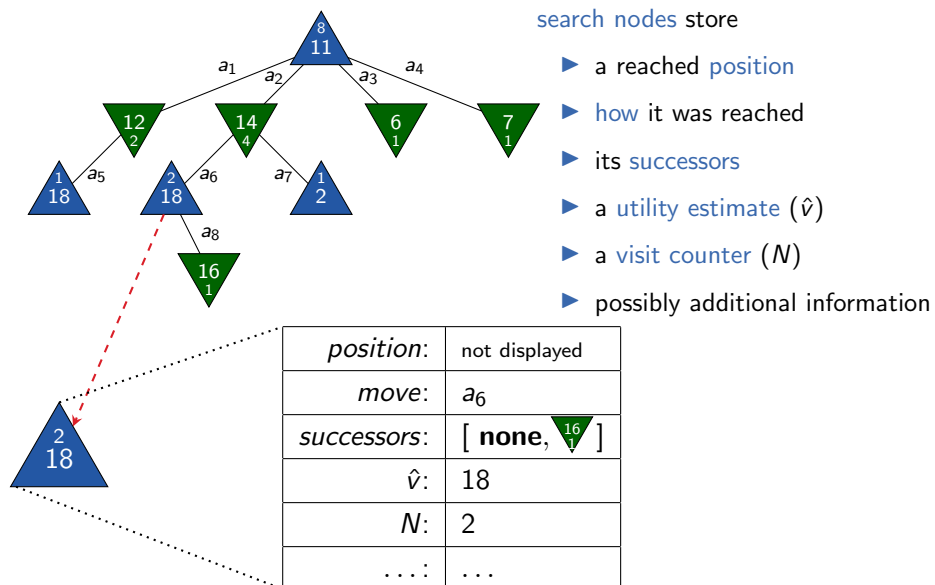 8
11
a1 a2 a3 a4
12
2
14
4
6
1
7
1
a5 a6 a7
1
18
2
18
1
2
a8
16
1
2
18
search nodes store
▶ a reached position
▶ how it was reached
▶ its successors
▶ a utility estimate (v̂)
▶ a visit counter (N)
▶ possibly additional information
position: not displayed
move: a6
successors: [ none, 16 1 ]
v̂: 18
N: 2
...: ...